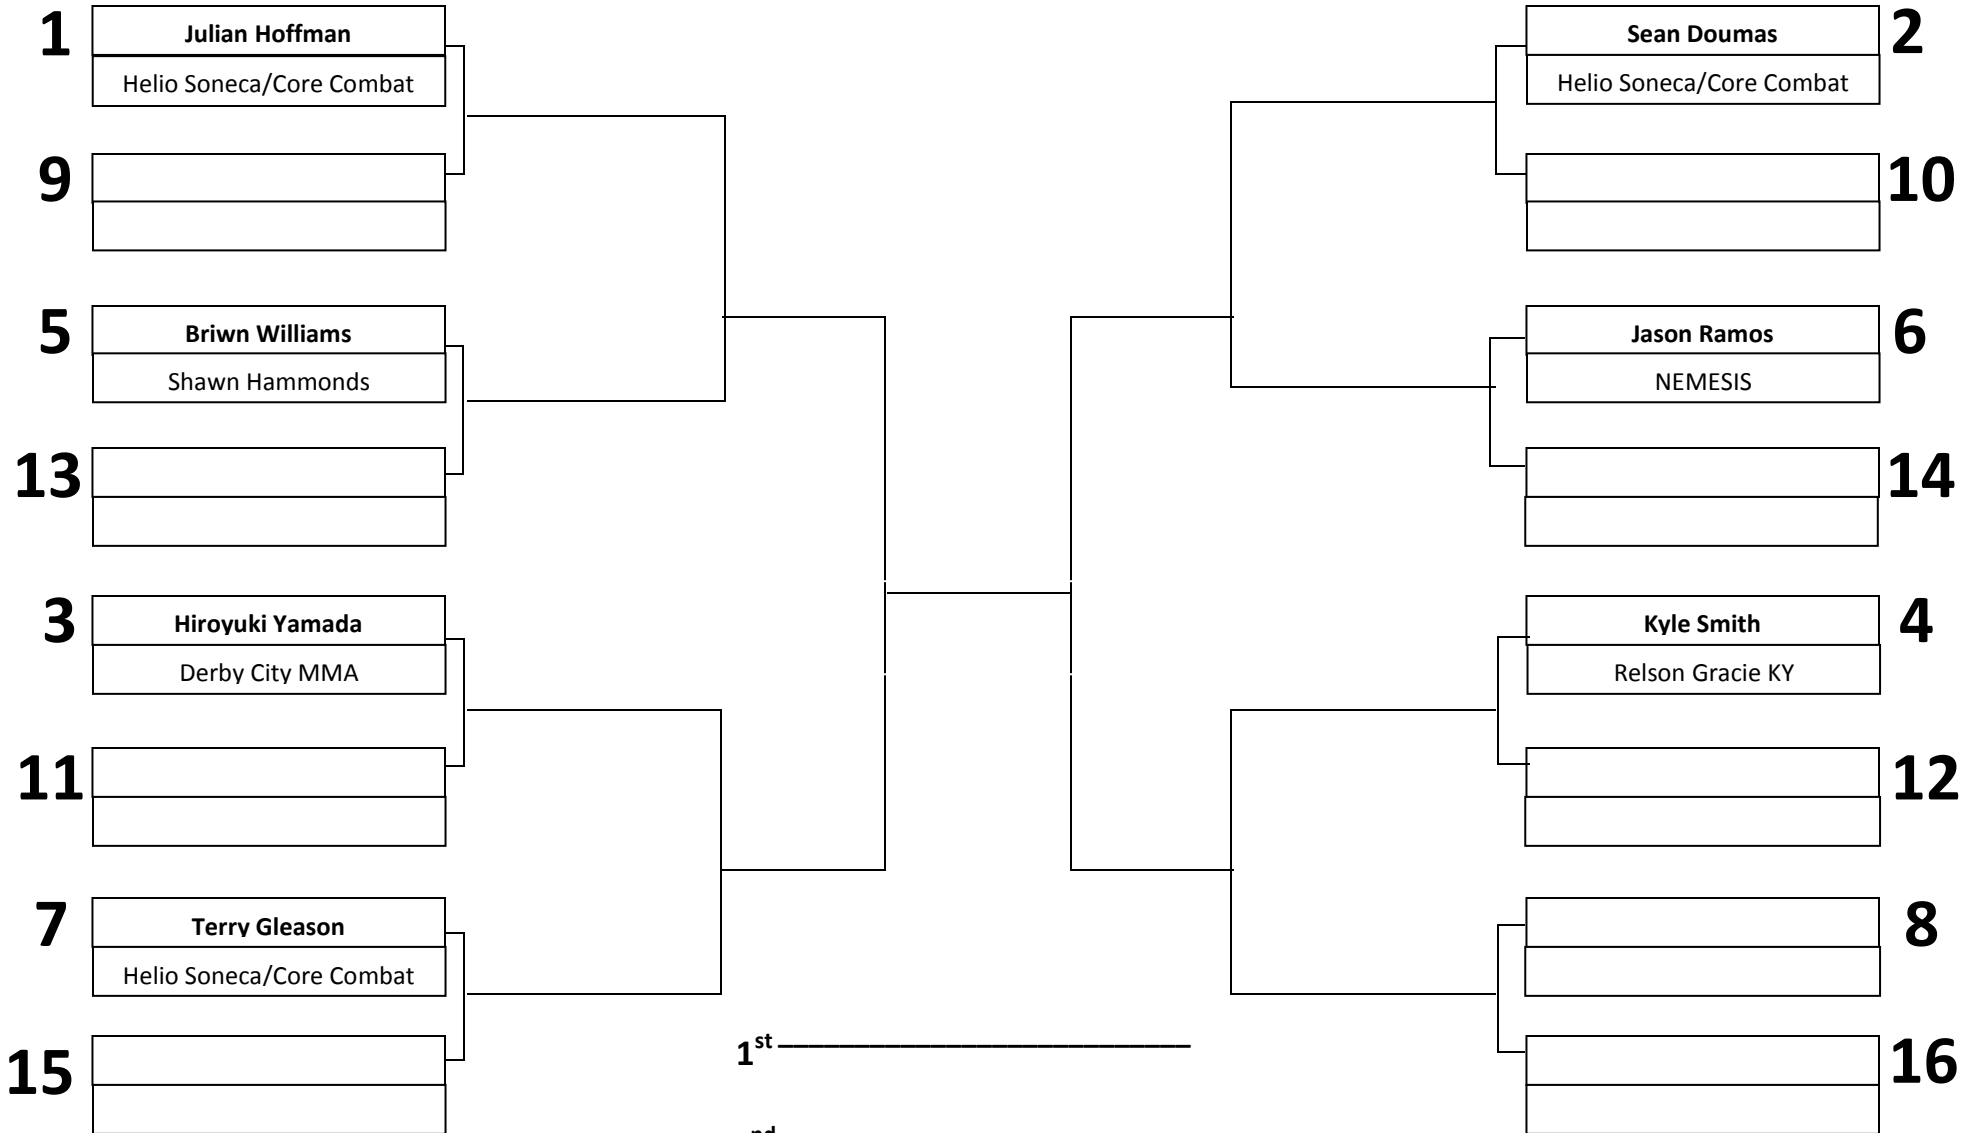 1
Julian Hoffman
Helio Soneca/Core Combat
9
5
Briwn Williams
Shawn Hammonds
13
3
Hiroyuki Yamada
Derby City MMA
11
7
Terry Gleason
Helio Soneca/Core Combat
15
2
Sean Doumas
Helio Soneca/Core Combat
10
6
Jason Ramos
NEMESIS
14
4
Kyle Smith
Relson Gracie KY
12
8
16
1st
nd